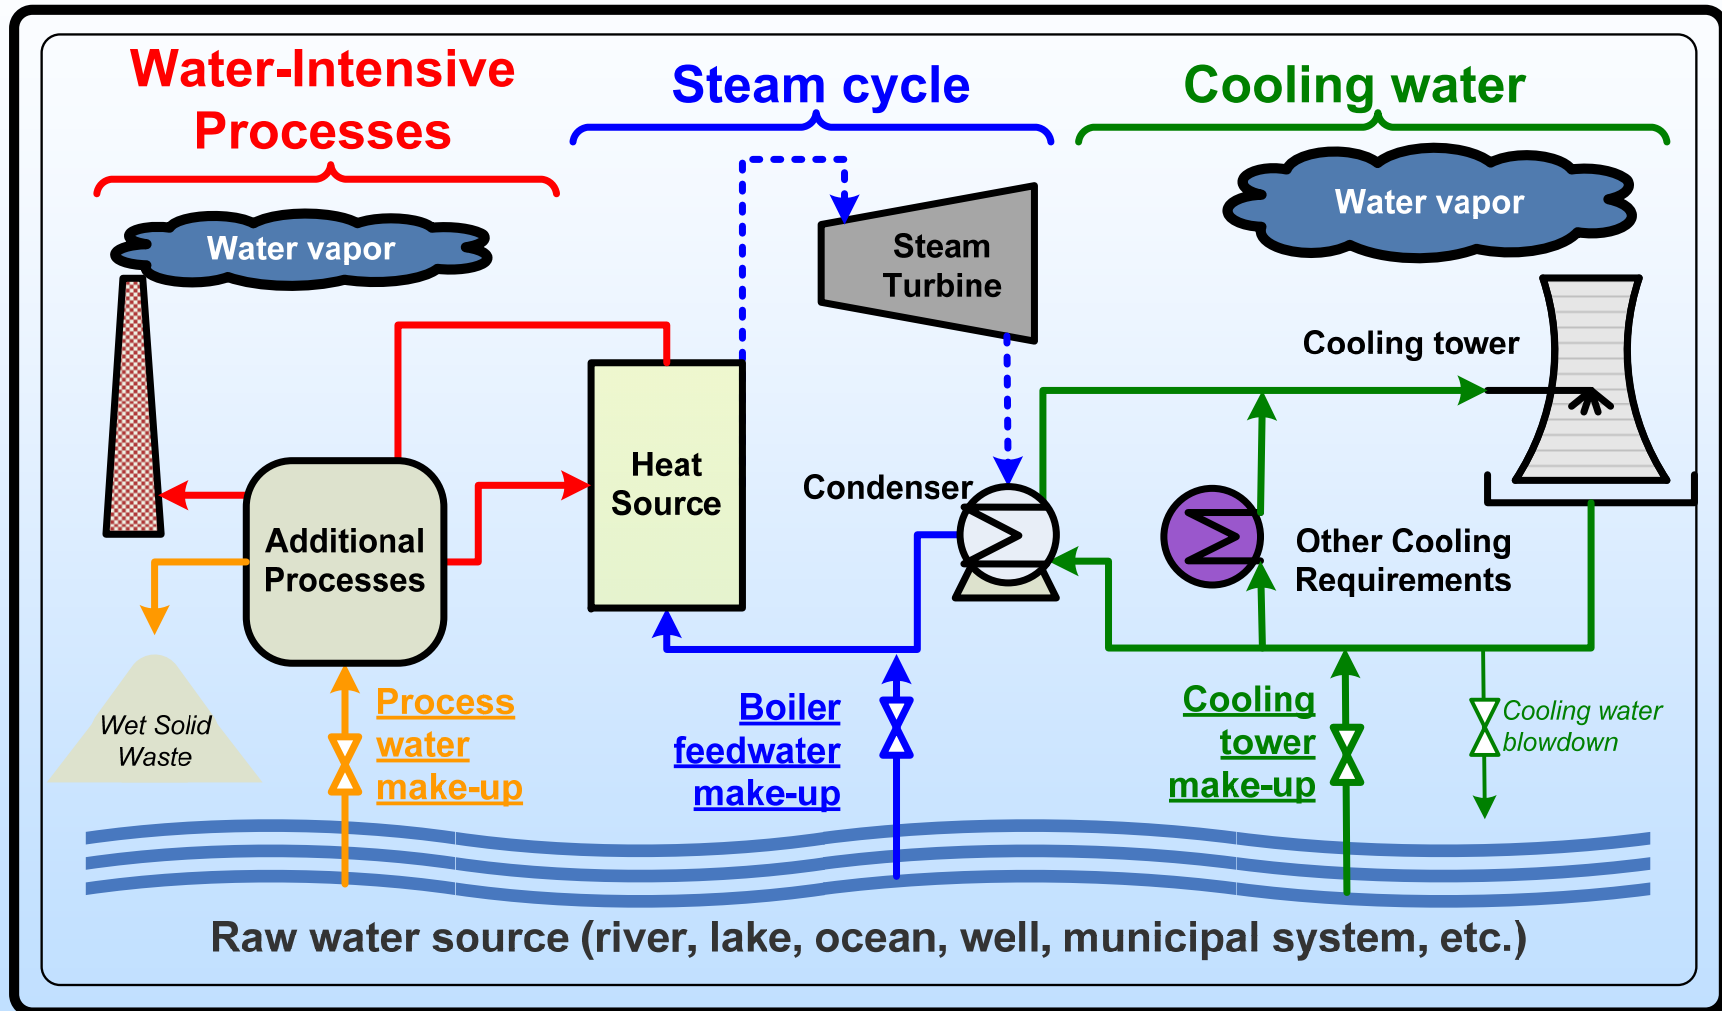 Water-Intensive
Processes
Steam cycle
Cooling water
Water vapor
Water vapor
Steam
Turbine
Cooling tower
Heat
Source
Condenser
Additional
Processes
Other Cooling
Requirements
Wet Solid
Waste
Process
water
make-up
Boiler
feedwater
make-up
Cooling
tower
make-up
Cooling water
blowdown
Raw water source (river, lake, ocean, well, municipal system, etc.)